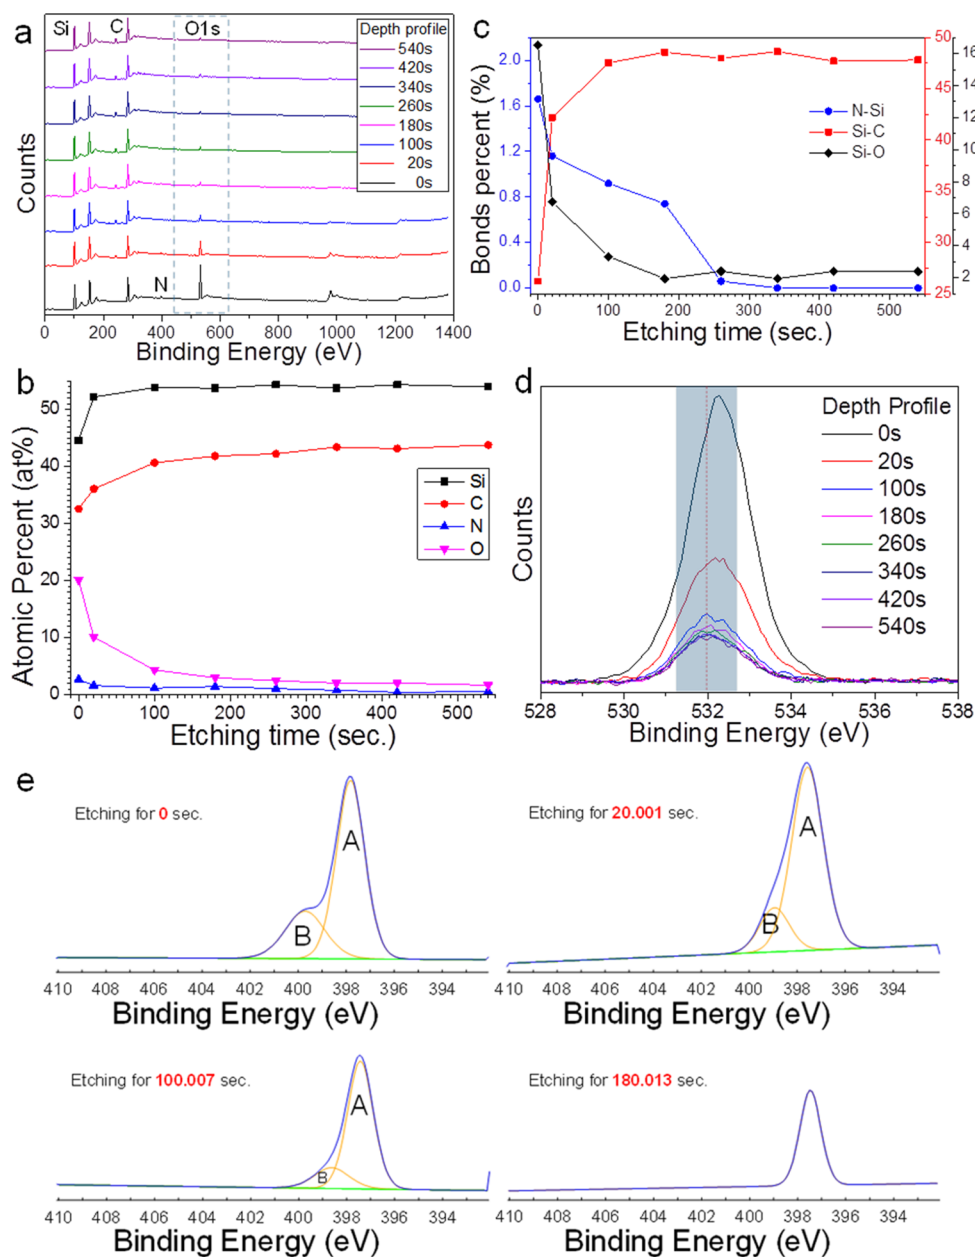 a
Si
C
O1s
Depth profile
540s
420s
340s
260s
180s
100s
20s
0s
N
Counts
0 200 400 600 800 1000 1200 1400
Binding Energy (eV)
c
Bonds percent (%)
2.0
1.6
1.2
0.8
0.4
0.0
N-Si
Si-C
Si-O
50
45
40
35
30
25
16
14
12
10
8
6
4
2
0 100 200 300 400 500
Etching time (sec.)
b
Atomic Percent (at%)
50
40
30
20
10
0
Si
C
N
O
0 100 200 300 400 500
Etching time (sec.)
d
Counts
Depth Profile
0s
20s
100s
180s
260s
340s
420s
540s
528 530 532 534 536 538
Binding Energy (eV)
e
Etching for 0 sec.
A
B
410 408 406 404 402 400 398 396 394
Binding Energy (eV)
Etching for 20.001 sec.
A
B
410 408 406 404 402 400 398 396 394
Binding Energy (eV)
Etching for 100.007 sec.
A
B
410 408 406 404 402 400 398 396 394
Binding Energy (eV)
Etching for 180.013 sec.
410 408 406 404 402 400 398 396 394
Binding Energy (eV)